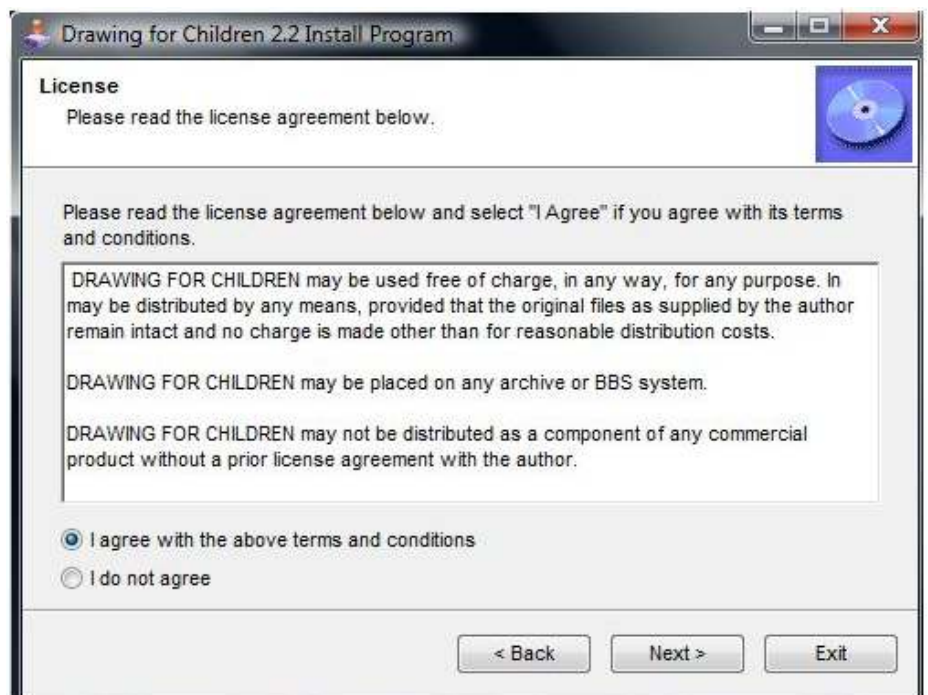 Drawing for Children 2.2 Install Program
License
Please read the license agreement below.
Please read the license agreement below and select "I Agree" if you agree with its terms
and conditions.
DRAWING FOR CHILDREN may be used free of charge, in any way, for any purpose. In
may be distributed by any means, provided that the original files as supplied by the author
remain intact and no charge is made other than for reasonable distribution costs.
DRAWING FOR CHILDREN may be placed on any archive or BBS system.
DRAWING FOR CHILDREN may not be distributed as a component of any commercial
product without a prior license agreement with the author.
I agree with the above terms and conditions
I do not agree
< Back Next > Exit